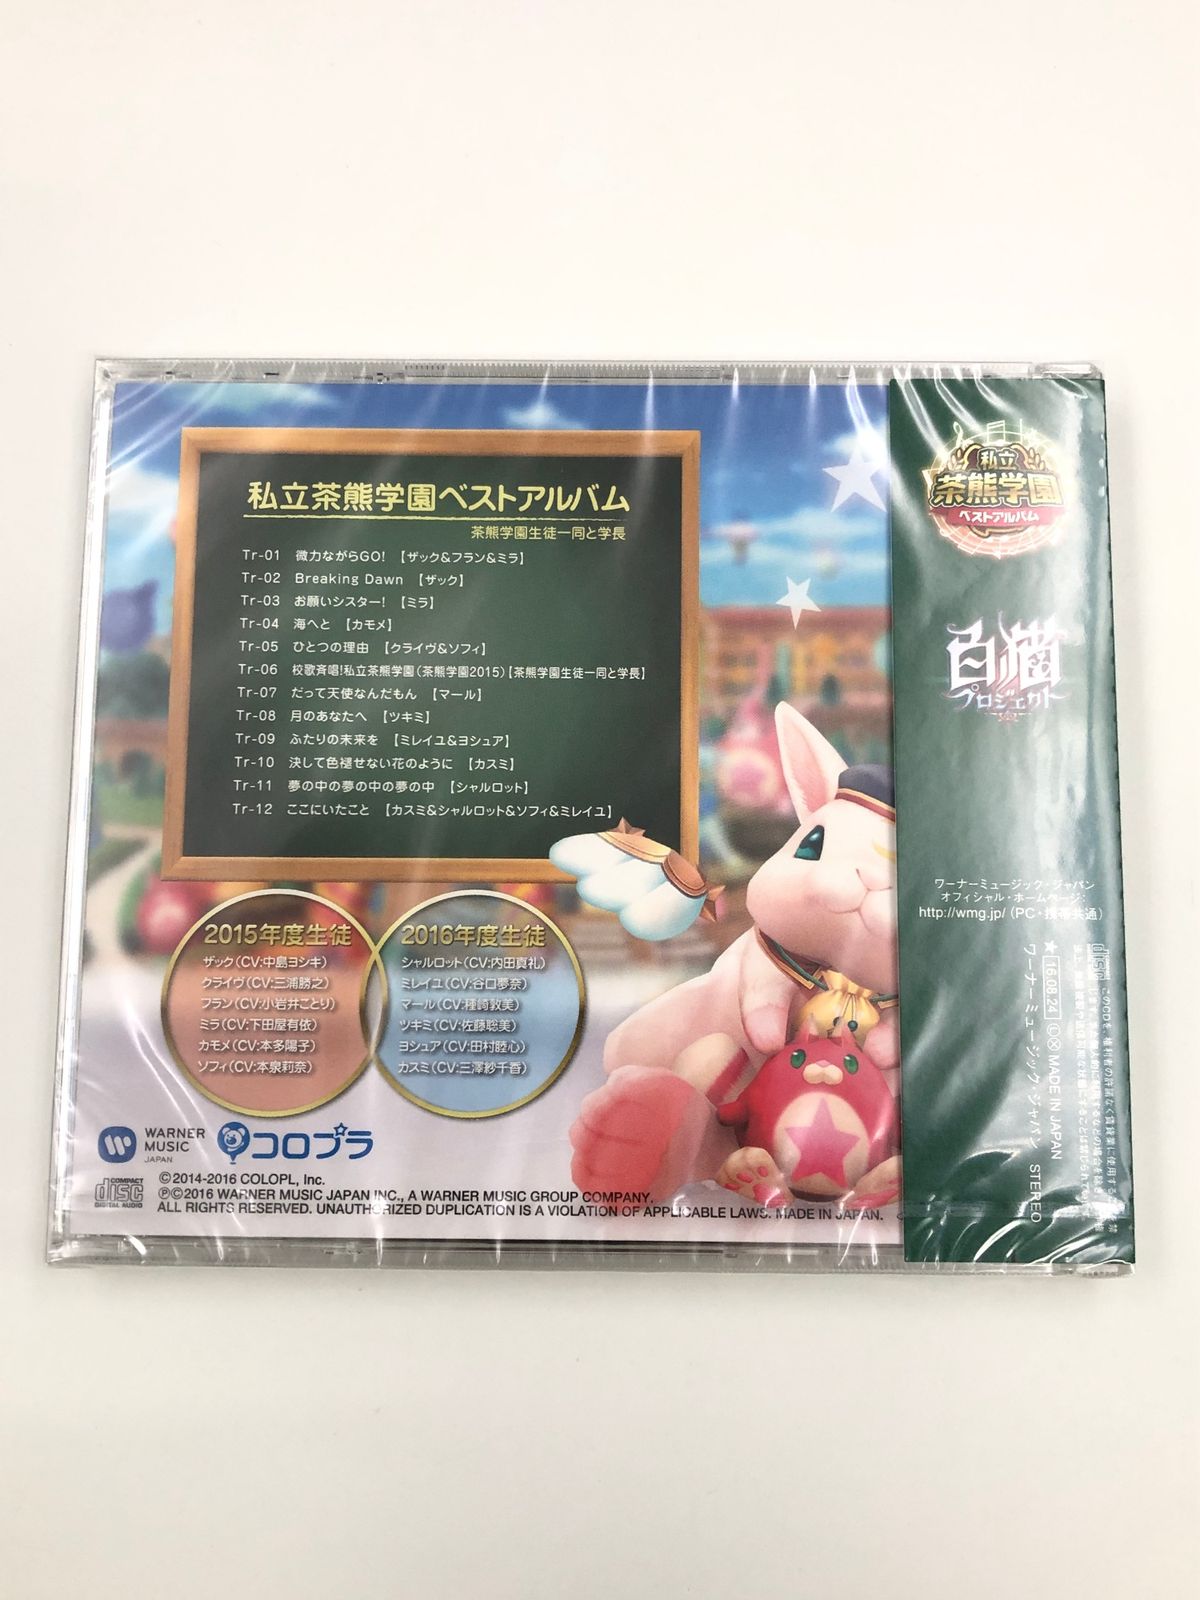 私立茶熊学園ベストアルバム
茶熊学園生徒一同と学長
Tr-01 微力ながらGO! 【ザック&フラン&ミラ】
Tr-02 Breaking Dawn 【ザック】
Tr-03 お願いシスター! 【ミラ】
Tr-04 海へと 【カモメ】
Tr-05 ひとつの理由 【クライヴ&ソフィ】
Tr-06 校歌斉唱!私立茶熊学園(茶熊学園2015)【茶熊学園生徒一同と学長】
Tr-07 だって天使なんだもん 【マール】
Tr-08 月のあなたへ 【ツキミ】
Tr-09 ふたりの未来を 【ミレイユ&ヨシュア】
Tr-10 決して色褪せない花のように 【カスミ】
Tr-11 夢の中の夢の中の夢の中 【シャルロット】
Tr-12 ここにいたこと 【カスミ&シャルロット&ソフィ&ミレイユ】
2015年度生徒
ザック(CV:中島ヨシキ)
クライヴ(CV:三浦勝之)
フラン(CV:小岩井ことり)
ミラ(CV:下田屋有依)
カモメ(CV:本多陽子)
ソフィ(CV:本泉莉奈)
2016年度生徒
シャルロット(CV:内田真礼)
ミレイユ(CV:谷口夢奈)
マール(CV:種崎敦美)
ツキミ(CV:佐藤聡美)
ヨシュア(CV:田村睦心)
カスミ(CV:三澤紗千香)
WARNER
MUSIC
JAPAN
コロプラ
COMPACT
disc
DIGITAL AUDIO
©2014-2016 COLOPL, Inc.
℗©2016 WARNER MUSIC JAPAN INC., A WARNER MUSIC GROUP COMPANY.
ALL RIGHTS RESERVED. UNAUTHORIZED DUPLICATION IS A VIOLATION OF APPLICABLE LAWS. MADE IN JAPAN.
私立
茶熊学園
ベストアルバム
白猫
プロジェクト
ワーナーミュージック・ジャパン
オフィシャル・ホームページ:
http://wmg.jp/ (PC・携帯共通)
★ 16.08.24 MADE IN JAPAN
ワーナーミュージック・ジャパン STEREO